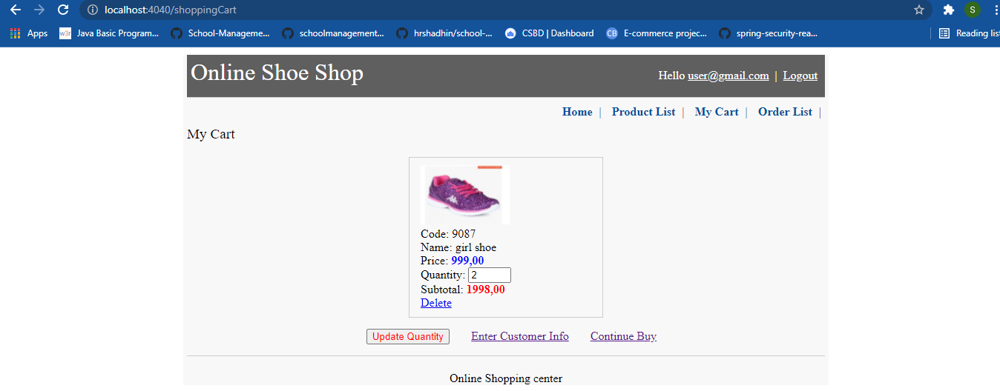 localhost:4040/shoppingCart
S
Apps
w3r Java Basic Program...
School-Manageme...
schoolmanagement...
hrshadhin/school-...
CSBD | Dashboard
CB E-commerce projec...
spring-security-rea...
Reading list
Online Shoe Shop
Hello user@gmail.com | Logout
Home | Product List | My Cart | Order List |
My Cart
Code: 9087
Name: girl shoe
Price: 999,00
Quantity: 2
Subtotal: 1998,00
Delete
Update Quantity Enter Customer Info Continue Buy
Online Shopping center